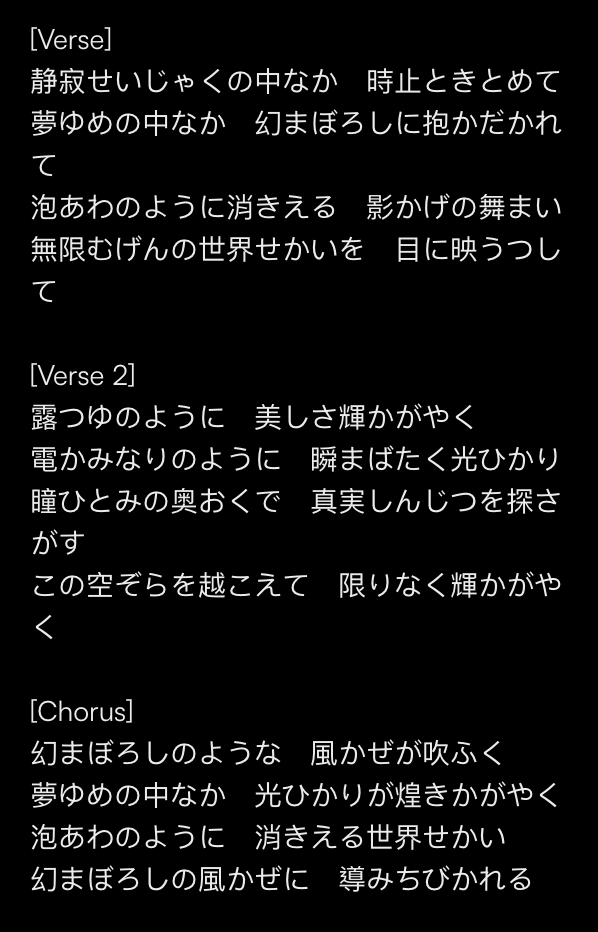 [Verse]
静寂せいじゃくの中なか　時止ときとめて
夢ゆめの中なか　幻まぼろしに抱かだかれ
て
泡あわのように消きえる　影かげの舞まい
無限むげんの世界せかいを　目に映うつし
て
[Verse 2]
露つゆのように　美しさ輝かがやく
電かみなりのように　瞬まばたく光ひかり
瞳ひとみの奥おくで　真実しんじつを探さ
がす
この空ぞらを越こえて　限りなく輝かがや
く
[Chorus]
幻まぼろしのような　風かぜが吹ふく
夢ゆめの中なか　光ひかりが煌きかがやく
泡あわのように　消きえる世界せかい
幻まぼろしの風かぜに　導みちびかれる